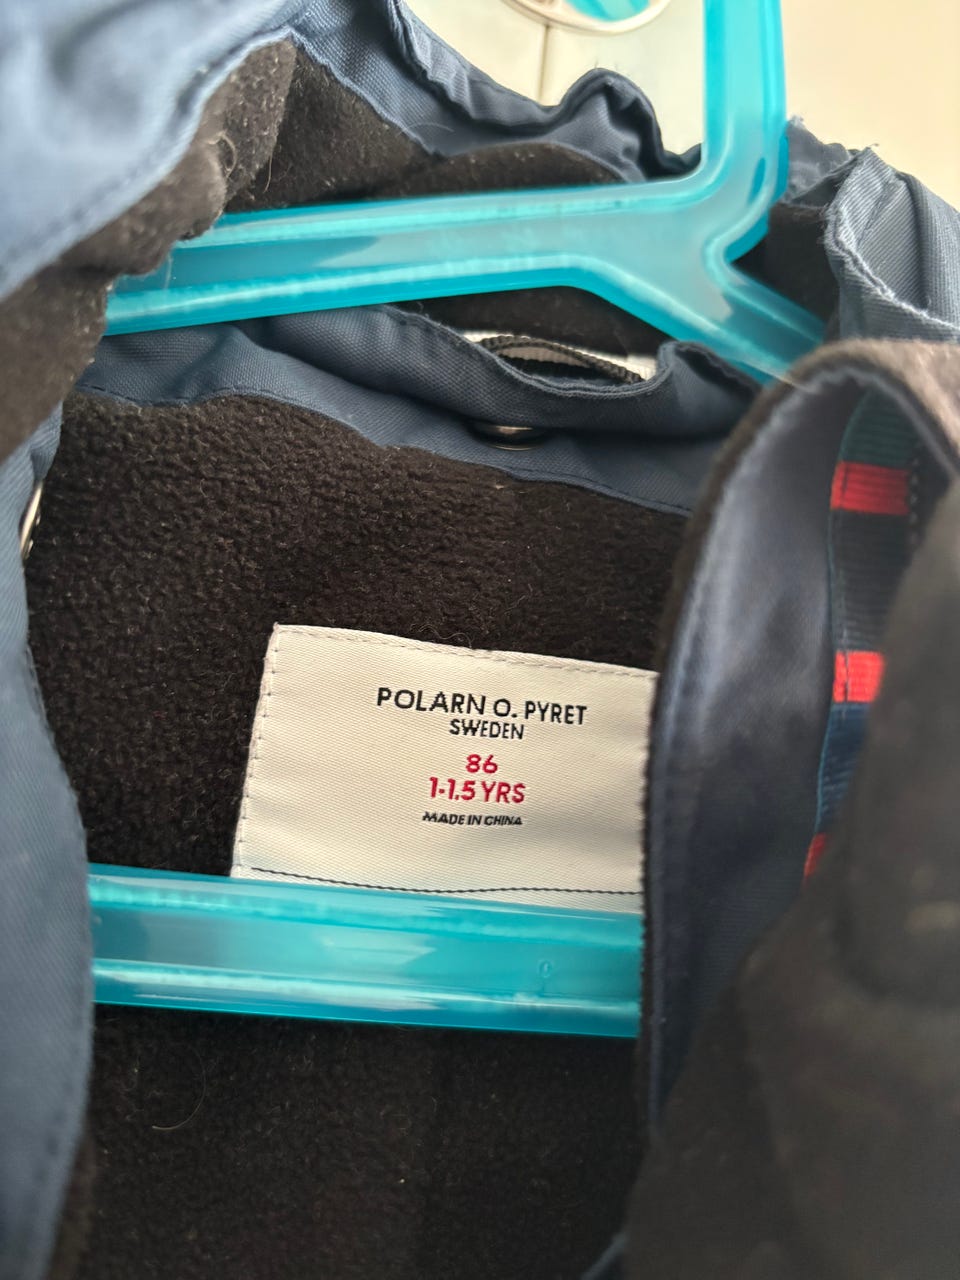 POLARN O. PYRET
SWEDEN
86
1-1.5 YRS
MADE IN CHINA